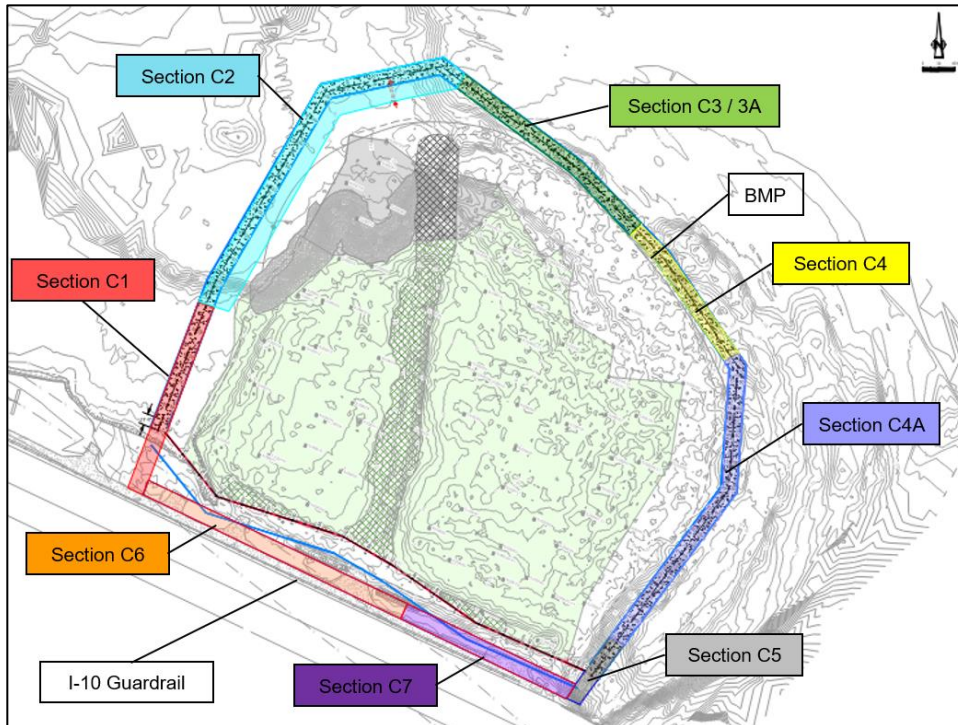 N
Section C2
Section C3 / 3A
BMP
Section C4
Section C1
Section C4A
Section C6
Section C5
I-10 Guardrail
Section C7